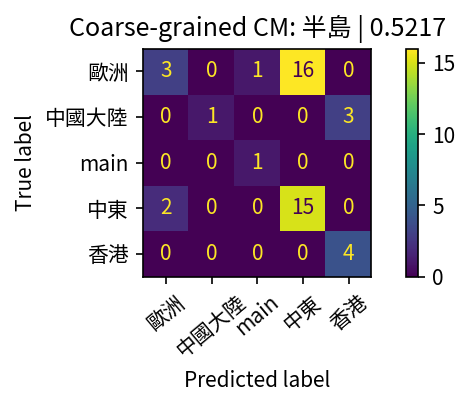 Coarse-grained CM: 半島 | 0.5217
True label
歐洲 3 0 1 16 0
中國大陸 0 1 0 0 3
main 0 0 1 0 0
中東 2 0 0 15 0
香港 0 0 0 0 4
歐洲 中國大陸 main 中東 香港
Predicted label
15
10
5
0